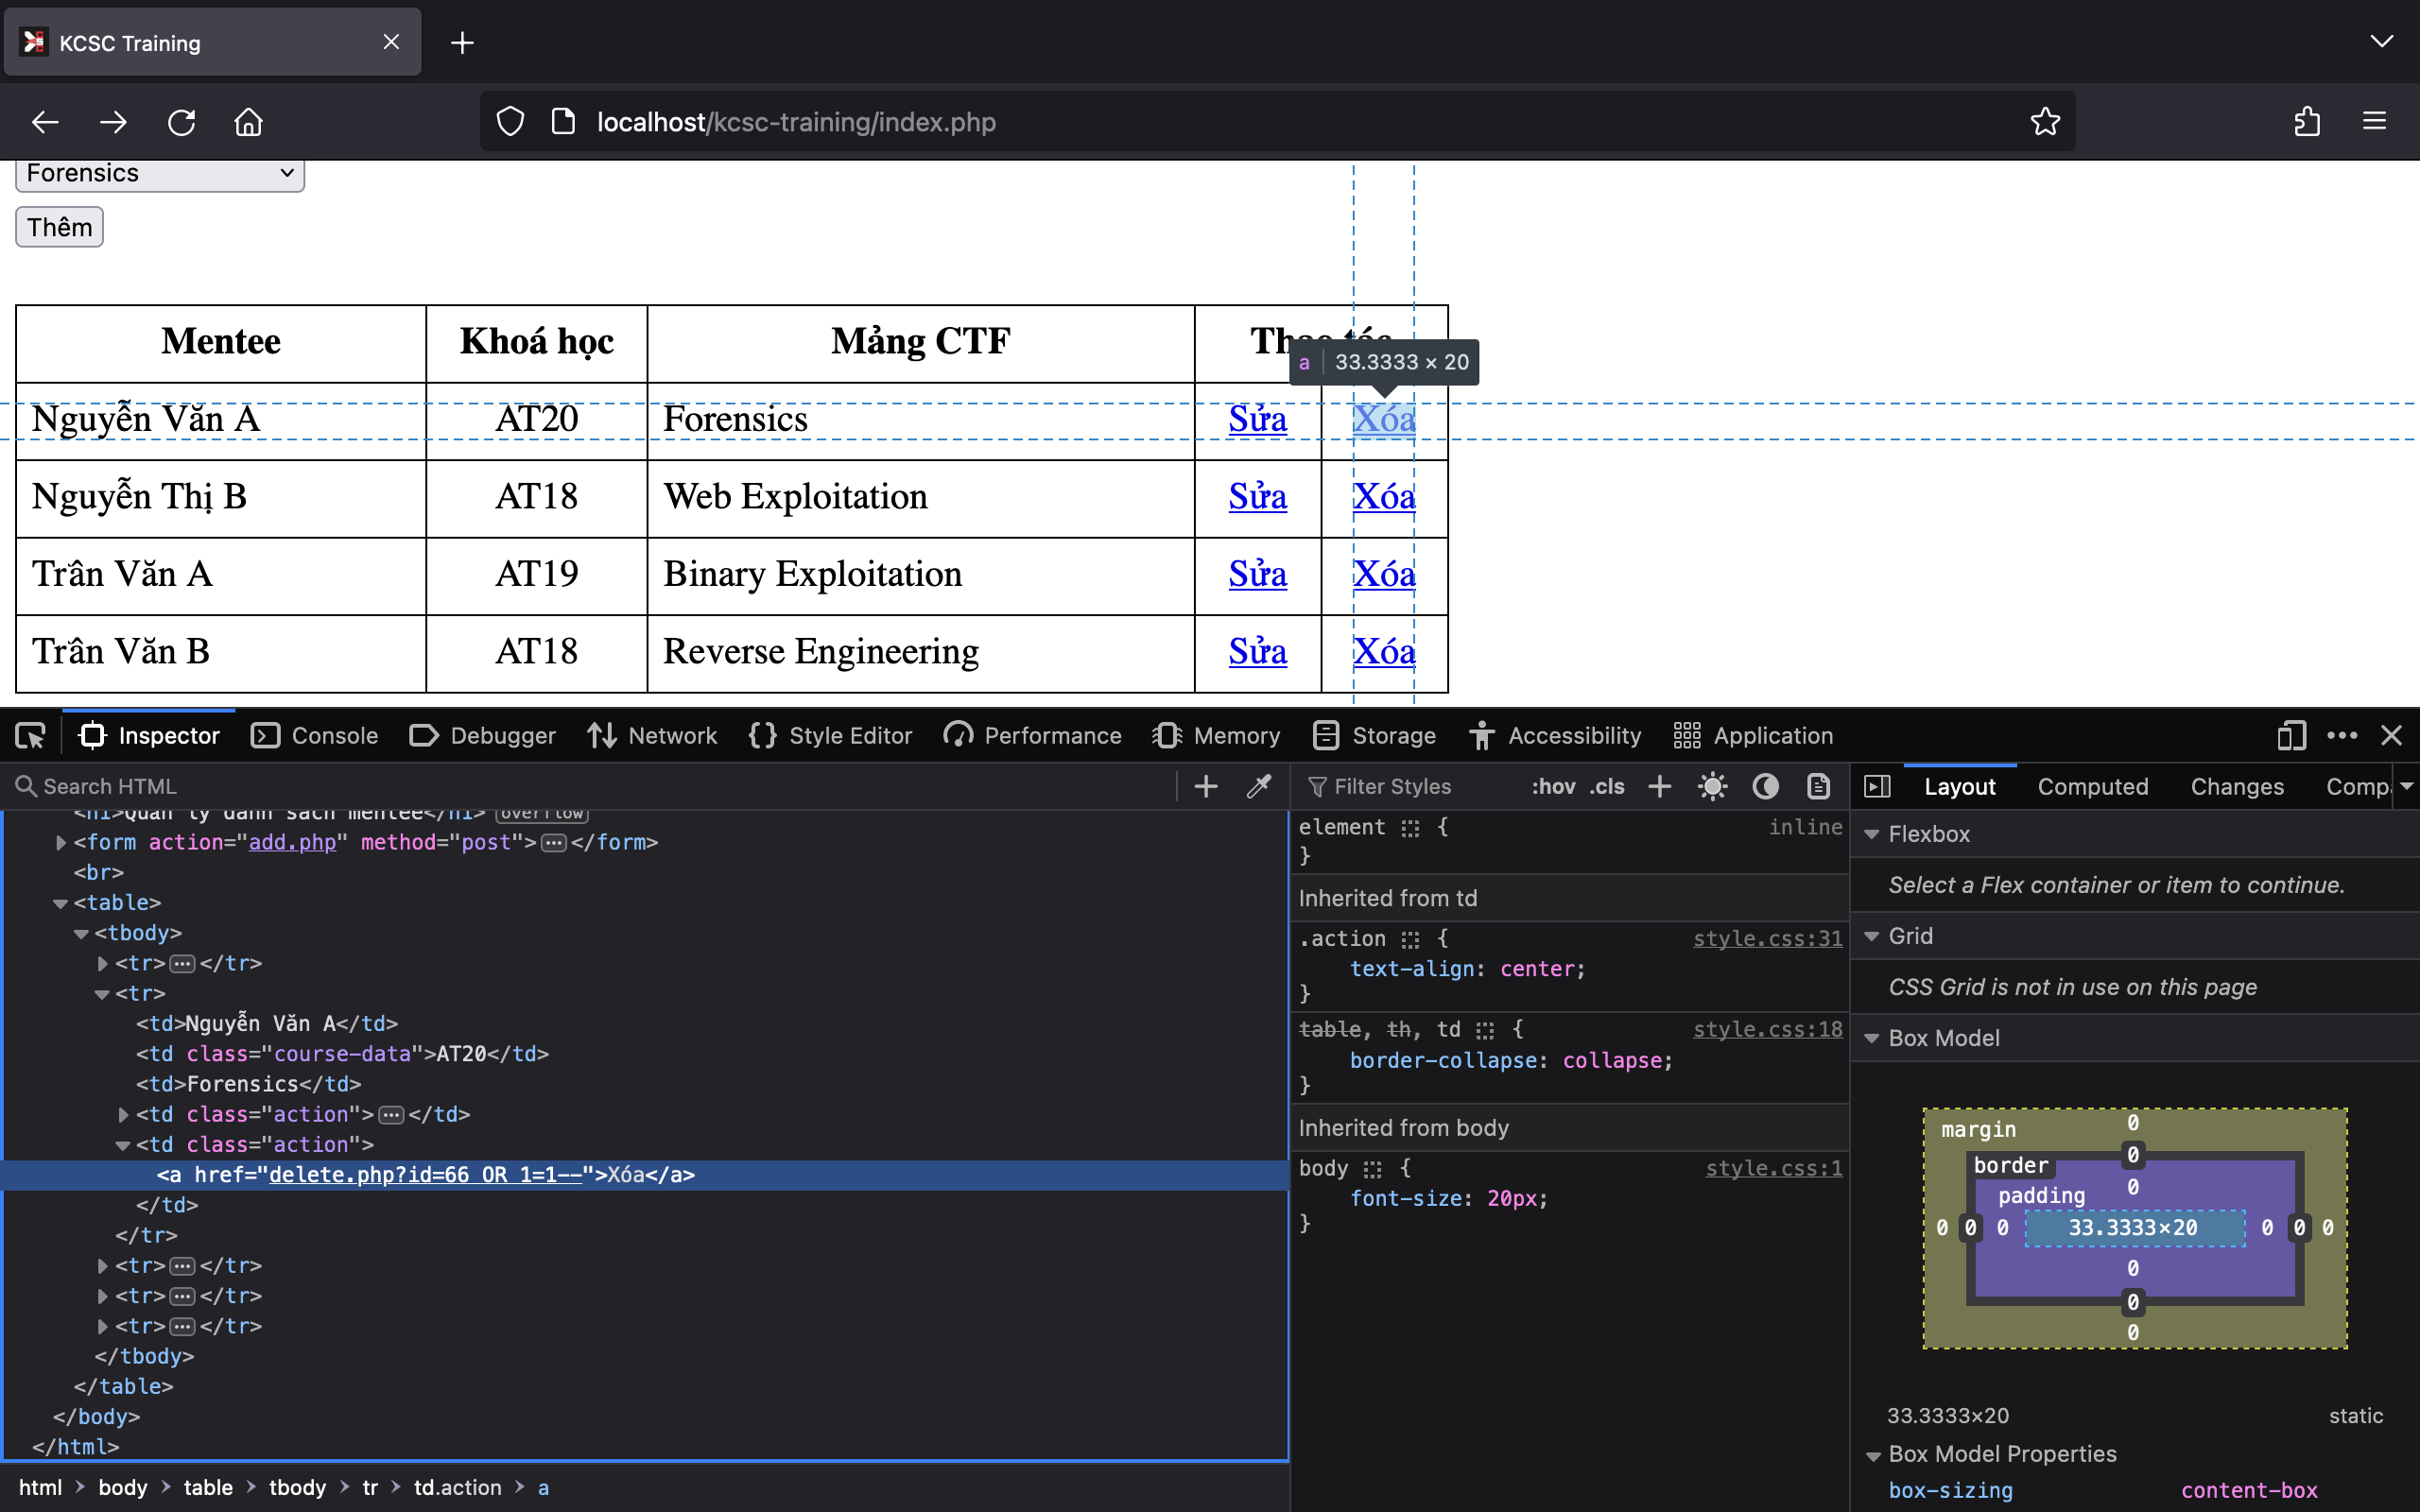 KCSC Training
localhost/kcsc-training/index.php
Forensics
Thêm
Mentee Khoá học Mảng CTF Thao tác
a 33.3333 × 20
Nguyễn Văn A AT20 Forensics Sửa Xóa
Nguyễn Thị B AT18 Web Exploitation Sửa Xóa
Trân Văn A AT19 Binary Exploitation Sửa Xóa
Trân Văn B AT18 Reverse Engineering Sửa Xóa
Inspector Console Debugger Network Style Editor Performance Memory Storage Accessibility Application
Search HTML
<h1>Quản lý danh sách mentee</h1> overflow
<form action="add.php" method="post"></form>
<br>
<table>
<tbody>
<tr></tr>
<tr>
<td>Nguyễn Văn A</td>
<td class="course-data">AT20</td>
<td>Forensics</td>
<td class="action"></td>
<td class="action">
<a href="delete.php?id=66 OR 1=1--">Xóa</a>
</td>
</tr>
<tr></tr>
<tr></tr>
<tr></tr>
</tbody>
</table>
</body>
</html>
html body table tbody tr td.action a
Filter Styles :hov .cls
element { inline
}
Inherited from td
.action { style.css:31
text-align: center;
}
table, th, td { style.css:18
border-collapse: collapse;
}
Inherited from body
body { style.css:1
font-size: 20px;
}
Layout Computed Changes Comp
Flexbox
Select a Flex container or item to continue.
Grid
CSS Grid is not in use on this page
Box Model
margin 0
border 0
padding 0
0 0 0 33.3333×20 0 0 0
0
0
0
33.3333×20 static
Box Model Properties
box-sizing content-box